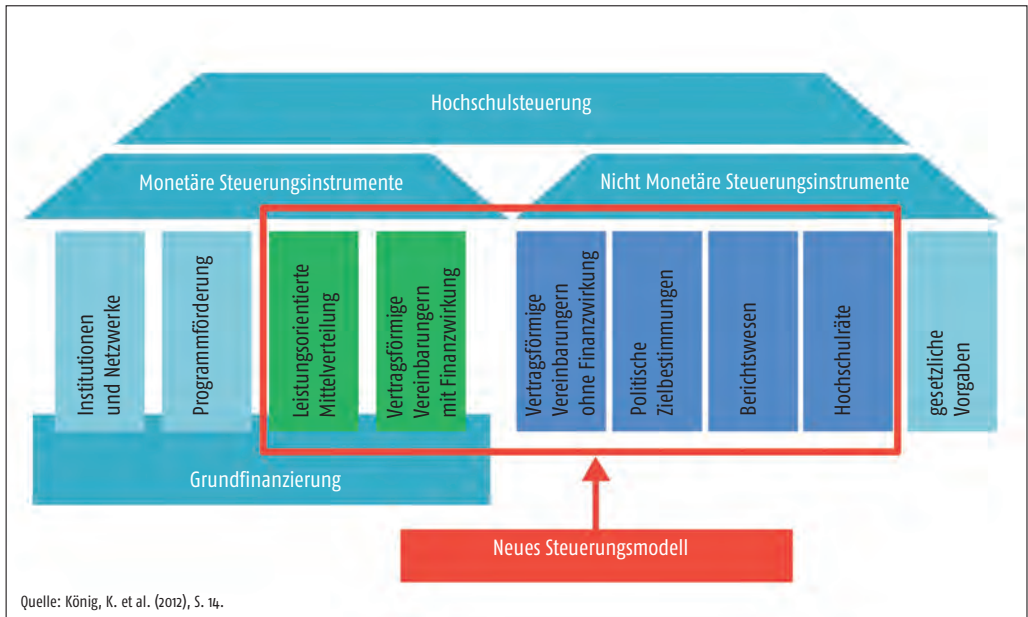 Hochschulsteuerung
Monetäre Steuerungsinstrumente
Nicht Monetäre Steuerungsinstrumente
Institutionen
und Netzwerke
Programmförderung
Leistungsorientierte
Mittelverteilung
Vertragsförmige
Vereinbarungern
mit Finanzwirkung
Vertragsförmige
Vereinbarungern
ohne Finanzwirkung
Politische
Zielbestimmungen
Berichtswesen
Hochschulräte
gesetzliche
Vorgaben
Grundfinanzierung
Neues Steuerungsmodell
Quelle: König, K. et al. (2012), S. 14.